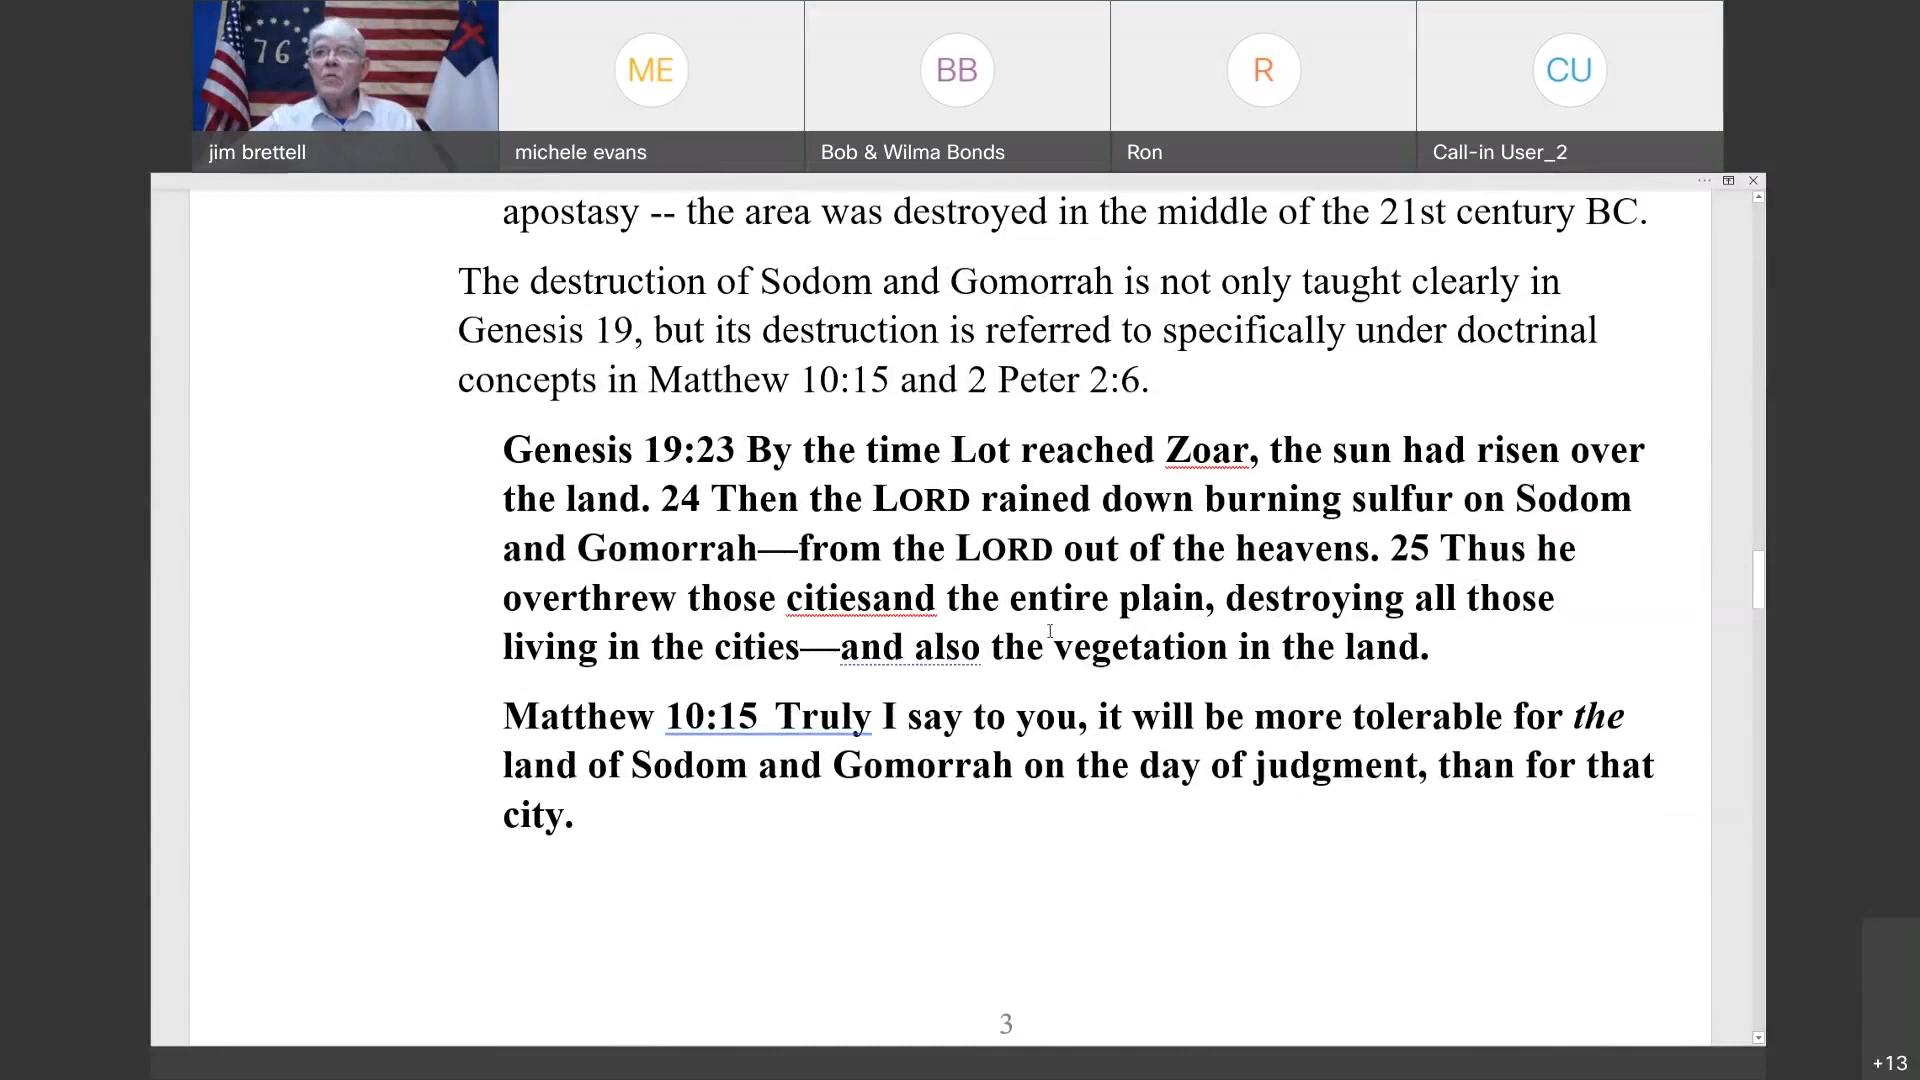 76
ME
BB
R
CU
jim brettell
michele evans
Bob & Wilma Bonds
Ron
Call-in User_2
apostasy -- the area was destroyed in the middle of the 21st century BC.
The destruction of Sodom and Gomorrah is not only taught clearly in
Genesis 19, but its destruction is referred to specifically under doctrinal
concepts in Matthew 10:15 and 2 Peter 2:6.
Genesis 19:23 By the time Lot reached Zoar, the sun had risen over
the land. 24 Then the LORD rained down burning sulfur on Sodom
and Gomorrah—from the LORD out of the heavens. 25 Thus he
overthrew those citiesand the entire plain, destroying all those
living in the cities—and also the vegetation in the land.
Matthew 10:15  Truly I say to you, it will be more tolerable for the
land of Sodom and Gomorrah on the day of judgment, than for that
city.
3
+13